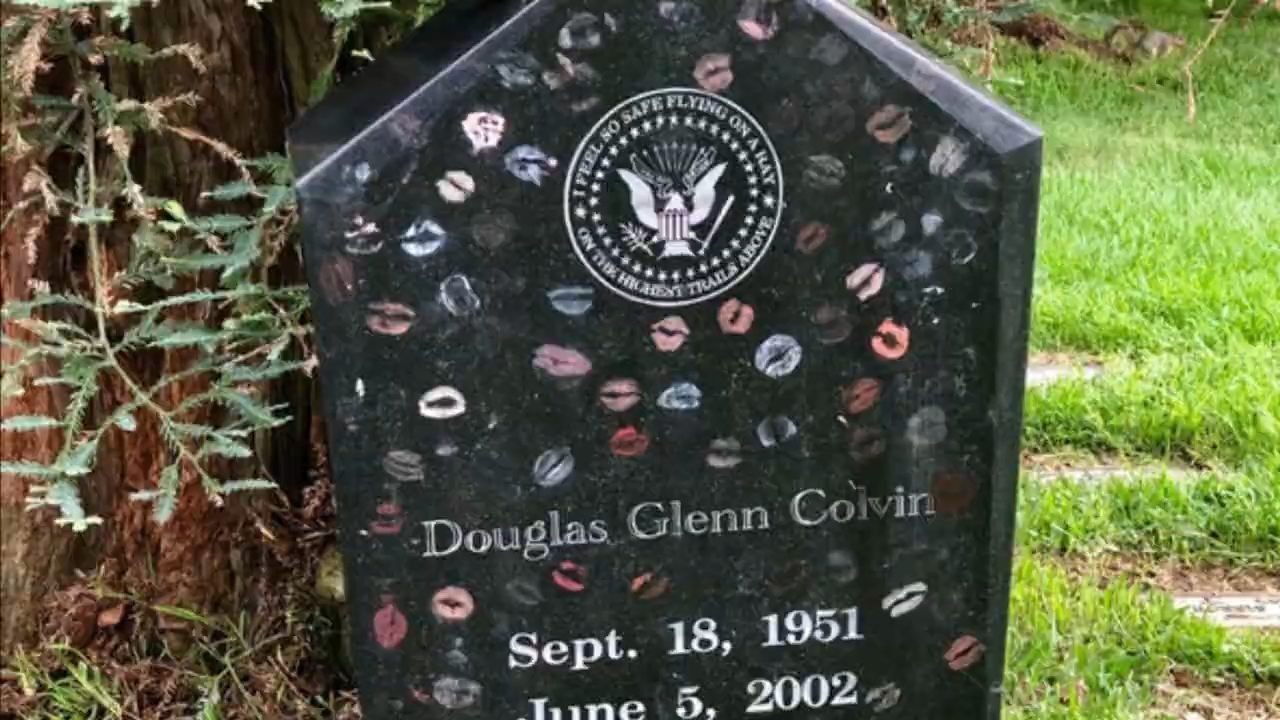 I FEEL SO SAFE FLYING ON A RAY
ON THE HIGHEST TRAILS ABOVE
Douglas Glenn Colvin
Sept. 18, 1951
June 5, 2002